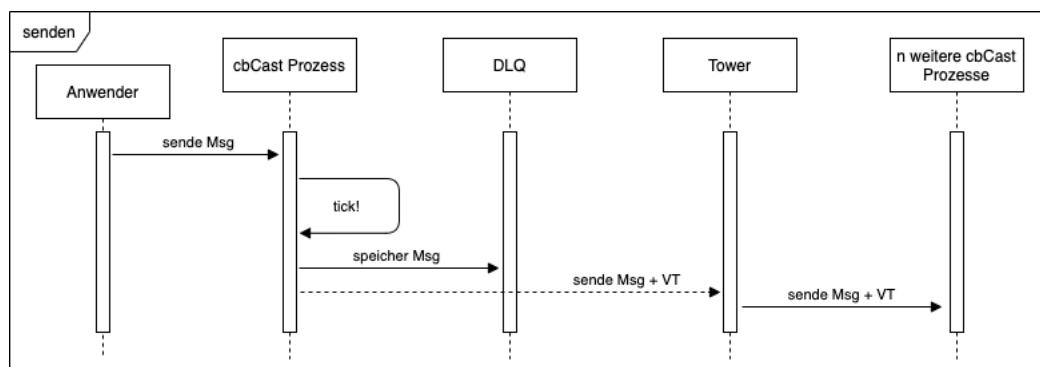 senden
Anwender
cbCast Prozess
DLQ
Tower
n weitere cbCast
Prozesse
sende Msg
tick!
speicher Msg
sende Msg + VT
sende Msg + VT